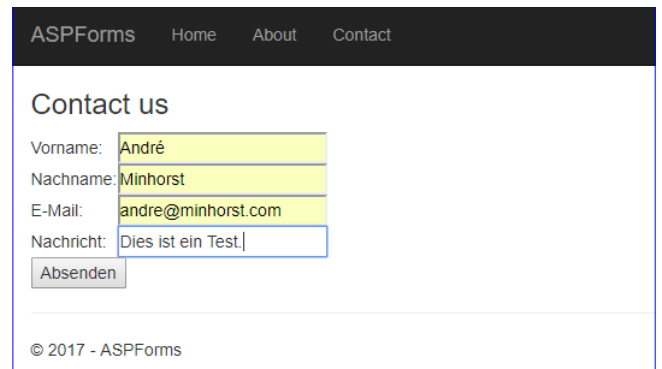 ASPForms Home About Contact
Contact us
Vorname: André
Nachname: Minhorst
E-Mail: andre@minhorst.com
Nachricht: Dies ist ein Test.
Absenden
© 2017 - ASPForms